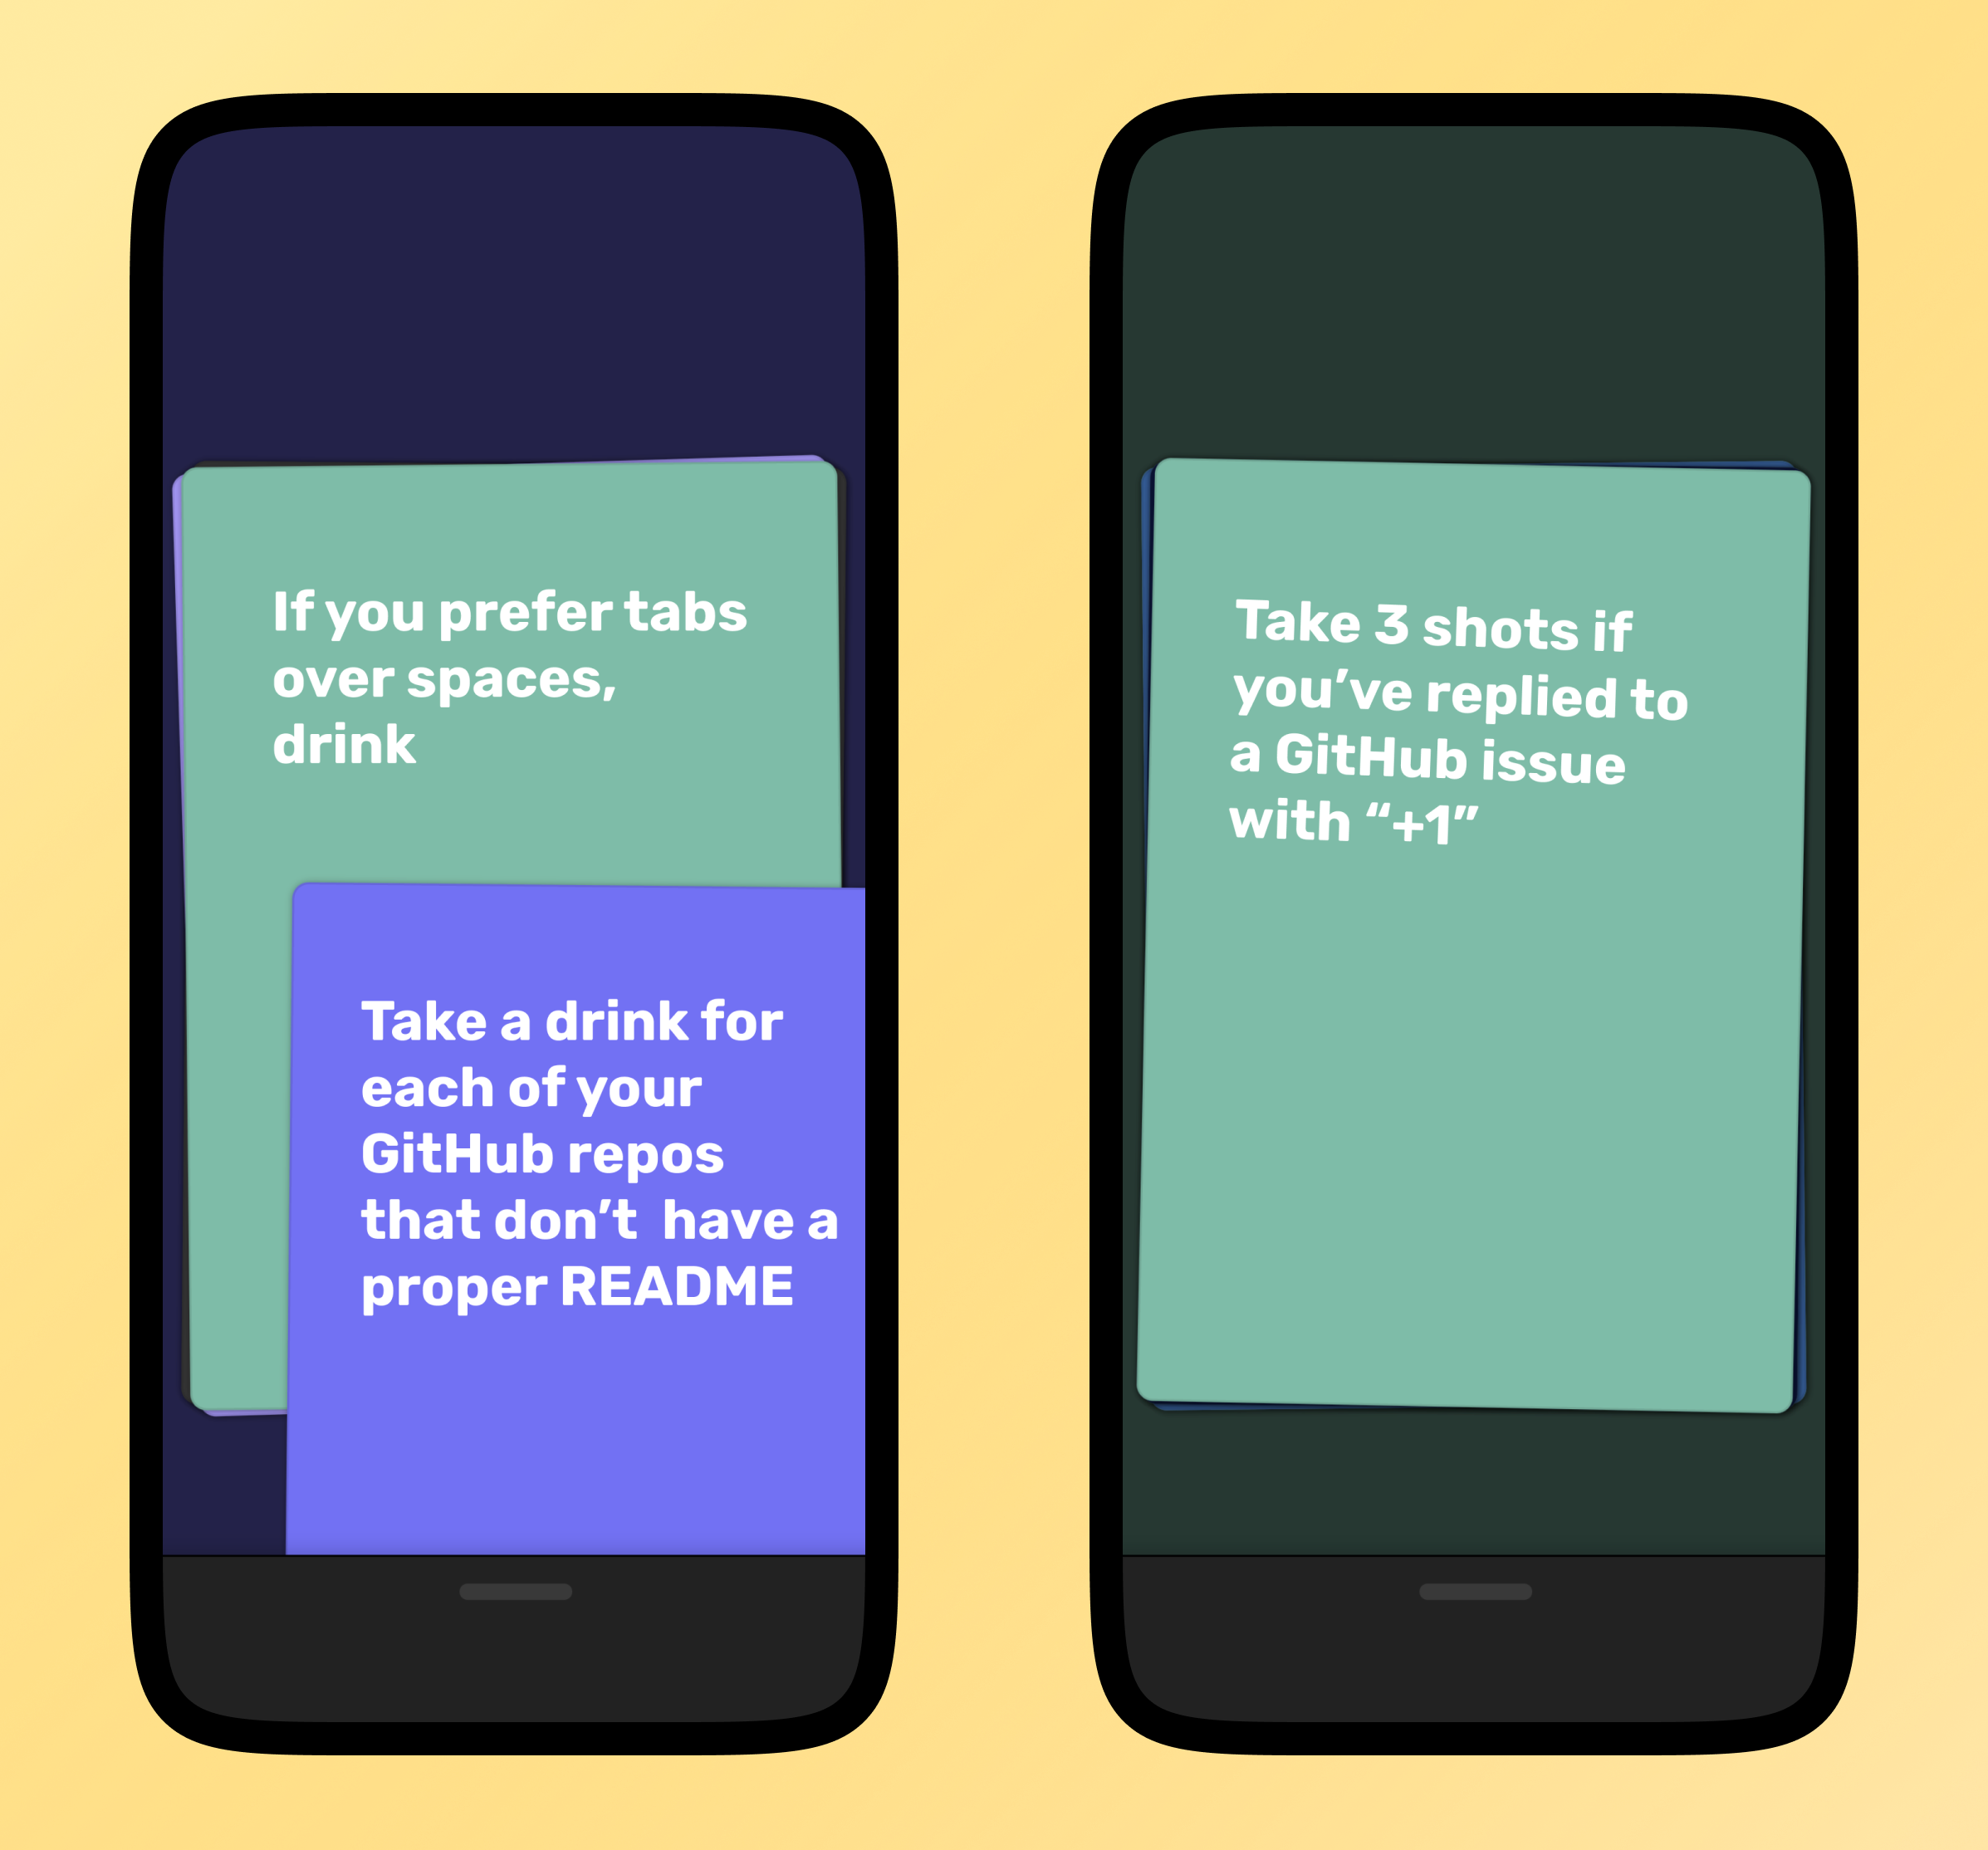 If you prefer tabs
over spaces,
drink
Take a drink for
each of your
GitHub repos
that don’t  have a
proper README
Take 3 shots if
you’ve replied to
a GitHub issue
with “+1”